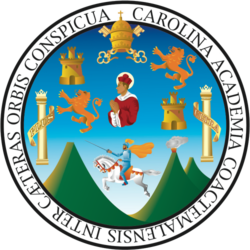 CAROLINA ACADEMIA COACTEMALENSIS INTER CÆTERAS ORBIS CONSPICUA